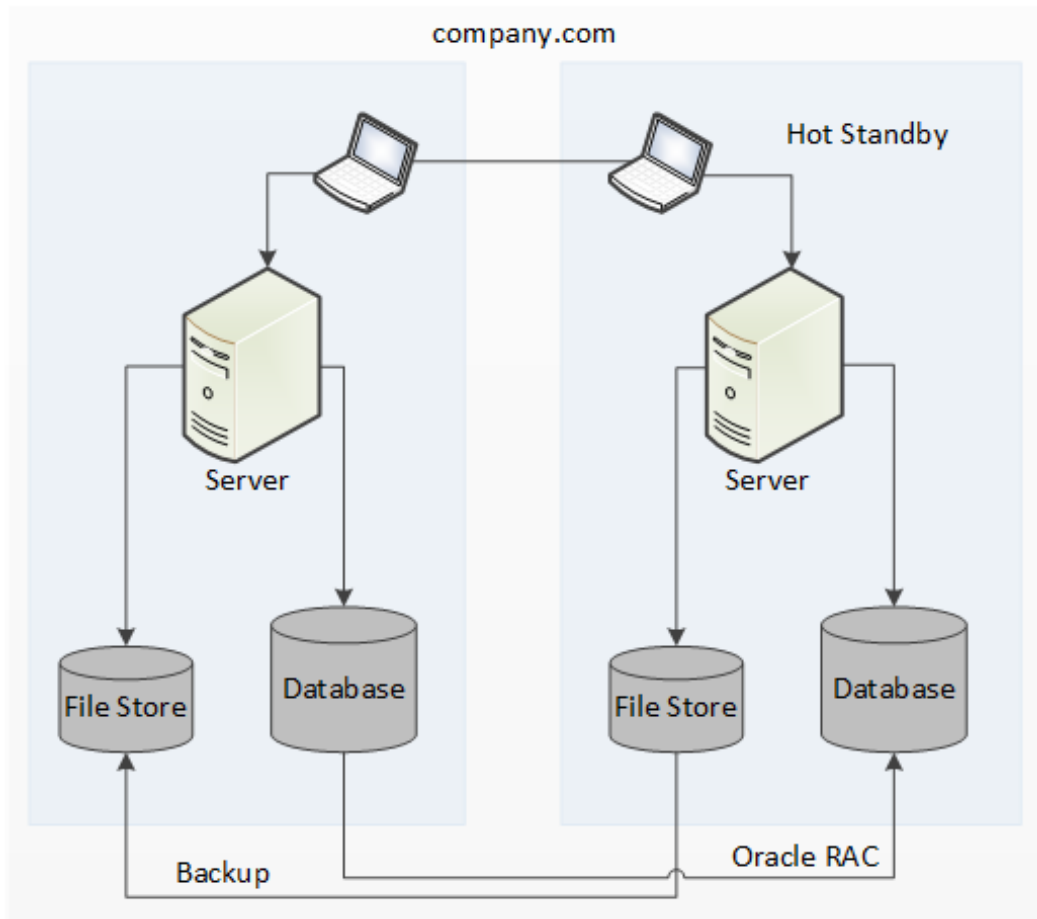 company.com
Hot Standby
Server
Server
File Store
Database
File Store
Database
Backup
Oracle RAC